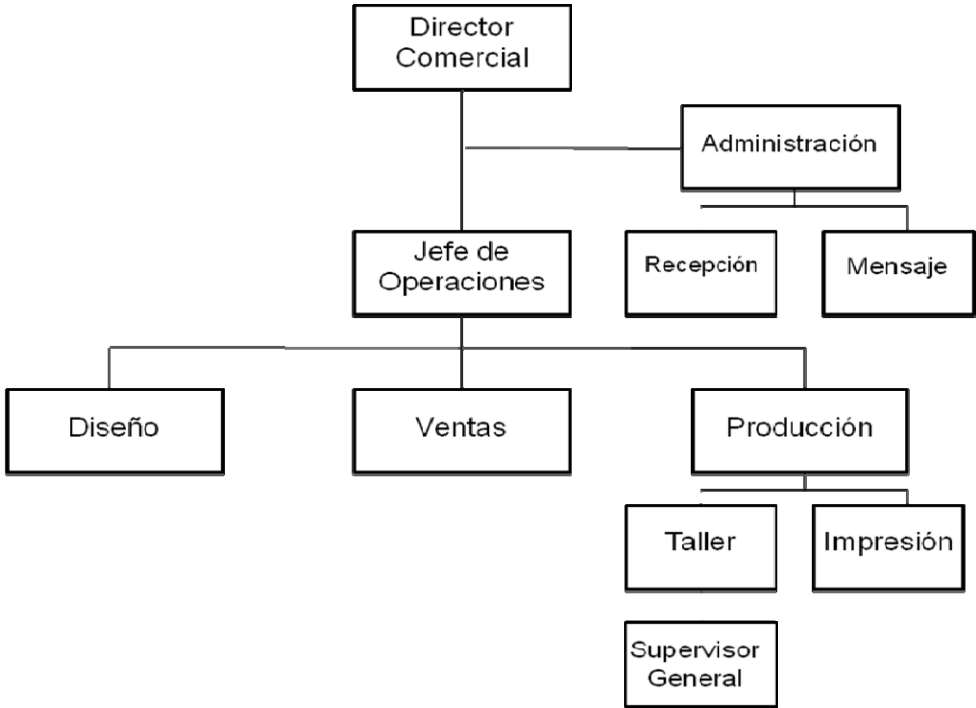 Director
Comercial
Administración
Jefe de
Operaciones
Recepción
Mensaje
Diseño
Ventas
Producción
Taller
Impresión
Supervisor
General